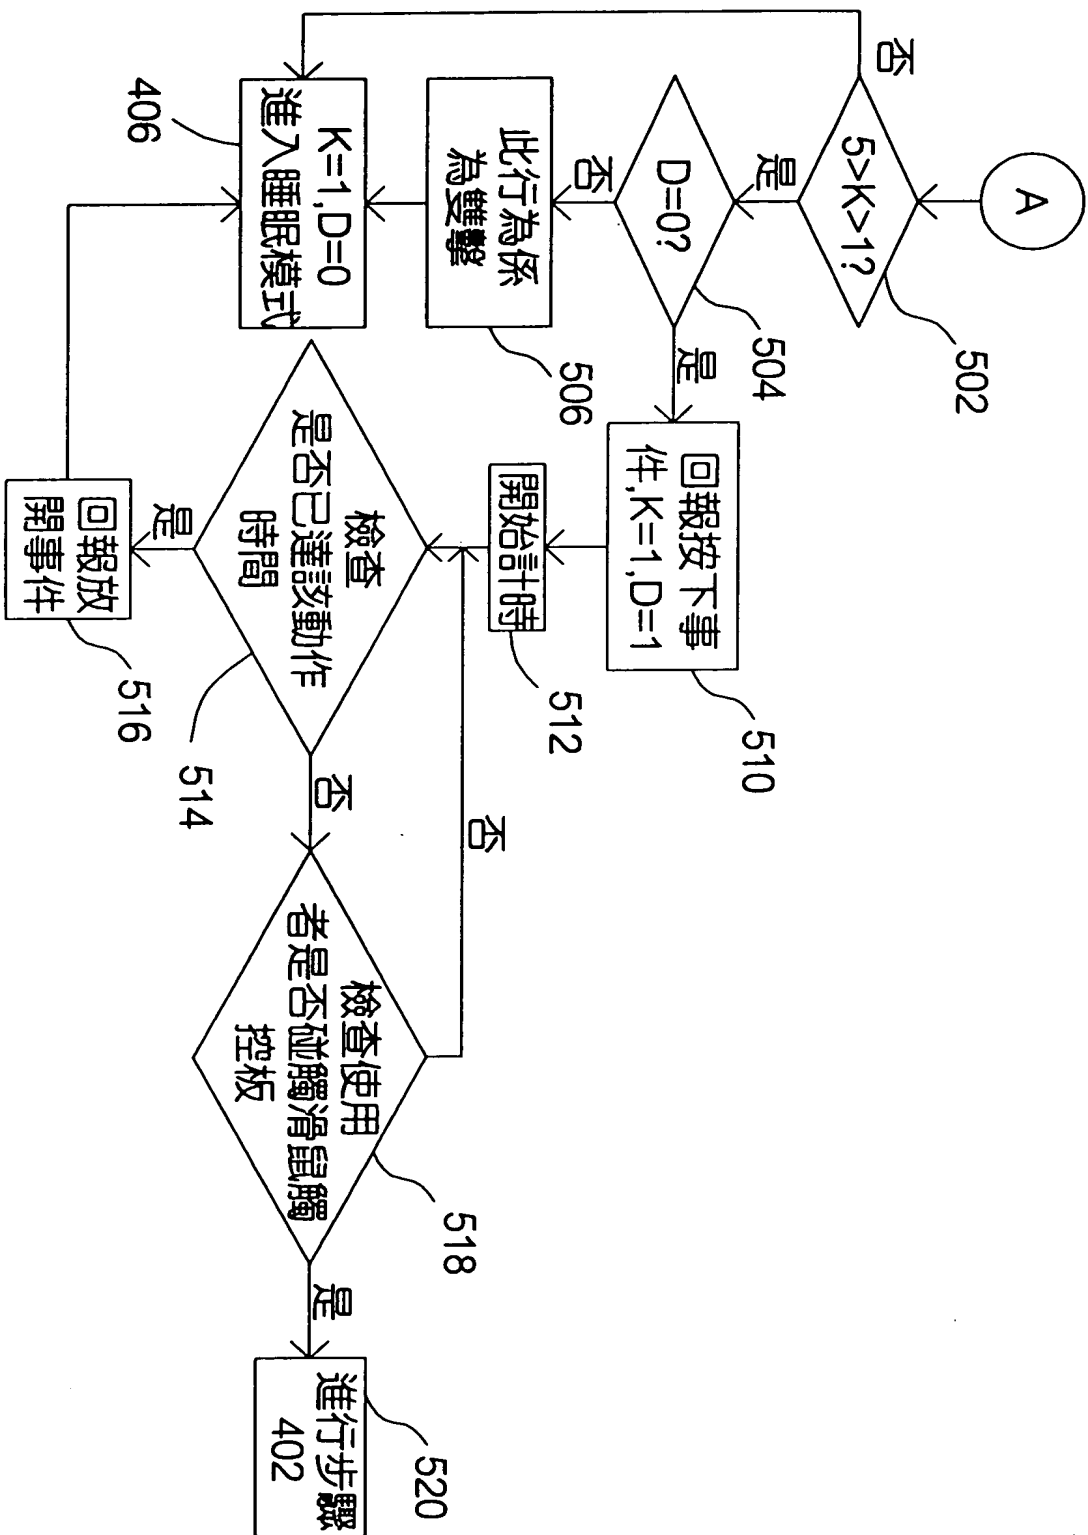 A
5>K>1?
502
否
是
D=0?
504
是
否
此行為係
為雙擊
506
K=1,D=0
進入睡眠模式
406
回報按下事
件,K=1,D=1
510
開始計時
512
檢查
是否已達該動作
時間
514
是
回報放
開事件
516
否
檢查使用
者是否碰觸滑鼠觸
控板
518
否
是
進行步驟
402
520